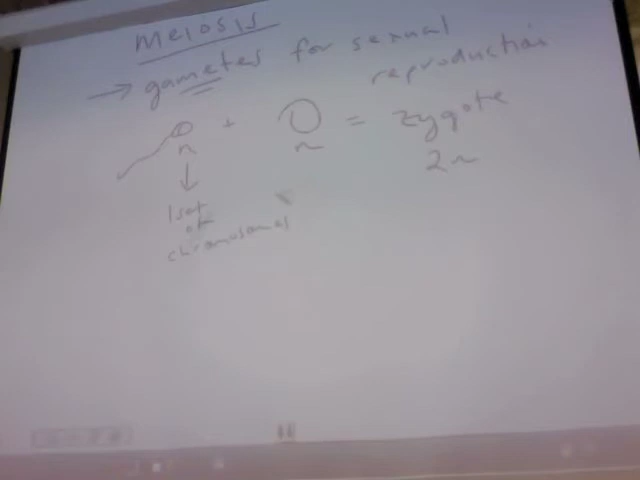 meiosis
→ gametes for sexual
reproduction
+ = zygote
n n 2n
↓
1 set
of
chromosomes